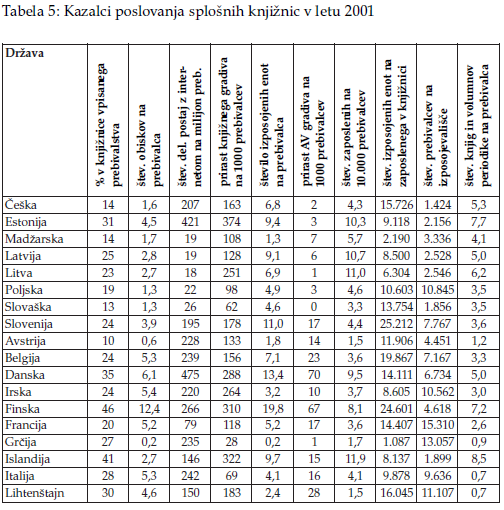 Tabela 5: Kazalci poslovanja splošnih knjižnic v letu 2001
Država
% v knjižnice vpisanega
prebivalstva
štev. obiskov na
prebivalca
štev. del. postaj z inter-
netom na milijon preb.
prirast knjižnega gradiva
na 1000 prebivalcev
število izposojenih enot
na prebivalca
prirast AV gradiva na
1000 prebivalcev
štev. zaposlenih na
10.000 prebivalcev
štev. izposojenih enot na
zaposlenega v knjižnici
štev. prebivalcev na
izposojevališče
štev. knjig in volumnov
periodike na prebivalca
Češka 14 1,6 207 163 6,8 2 4,3 15.726 1.424 5,3
Estonija 31 4,5 421 374 9,4 3 10,3 9.118 2.156 7,7
Madžarska 14 1,7 19 108 1,3 7 5,7 2.190 3.336 4,1
Latvija 25 2,8 19 128 9,1 6 10,7 8.500 2.528 5,0
Litva 23 2,7 18 251 6,9 1 11,0 6.304 2.546 6,2
Poljska 19 1,3 22 98 4,9 3 4,6 10.603 10.845 3,5
Slovaška 13 1,3 26 62 4,6 0 3,3 13.754 1.856 3,5
Slovenija 24 3,9 195 178 11,0 17 4,4 25.212 7.767 3,6
Avstrija 10 0,6 228 133 1,8 14 1,5 11.906 4.451 1,2
Belgija 24 5,3 239 156 7,1 23 3,6 19.867 7.167 3,3
Danska 35 6,1 475 288 13,4 70 9,5 14.111 6.734 5,0
Irska 24 5,4 220 264 3,2 10 3,7 8.605 10.562 3,0
Finska 46 12,4 266 310 19,8 67 8,1 24.601 4.618 7,2
Francija 20 5,2 79 118 5,2 17 3,6 14.407 15.310 2,6
Grčija 27 0,2 235 28 0,2 1 1,7 1.087 13.057 0,9
Islandija 41 2,7 146 322 9,7 15 11,9 8.137 1.899 8,5
Italija 28 5,3 242 69 4,1 16 4,1 9.878 9.636 0,7
Lihtenštajn 30 4,6 150 183 2,4 28 1,5 16.045 11.107 0,7